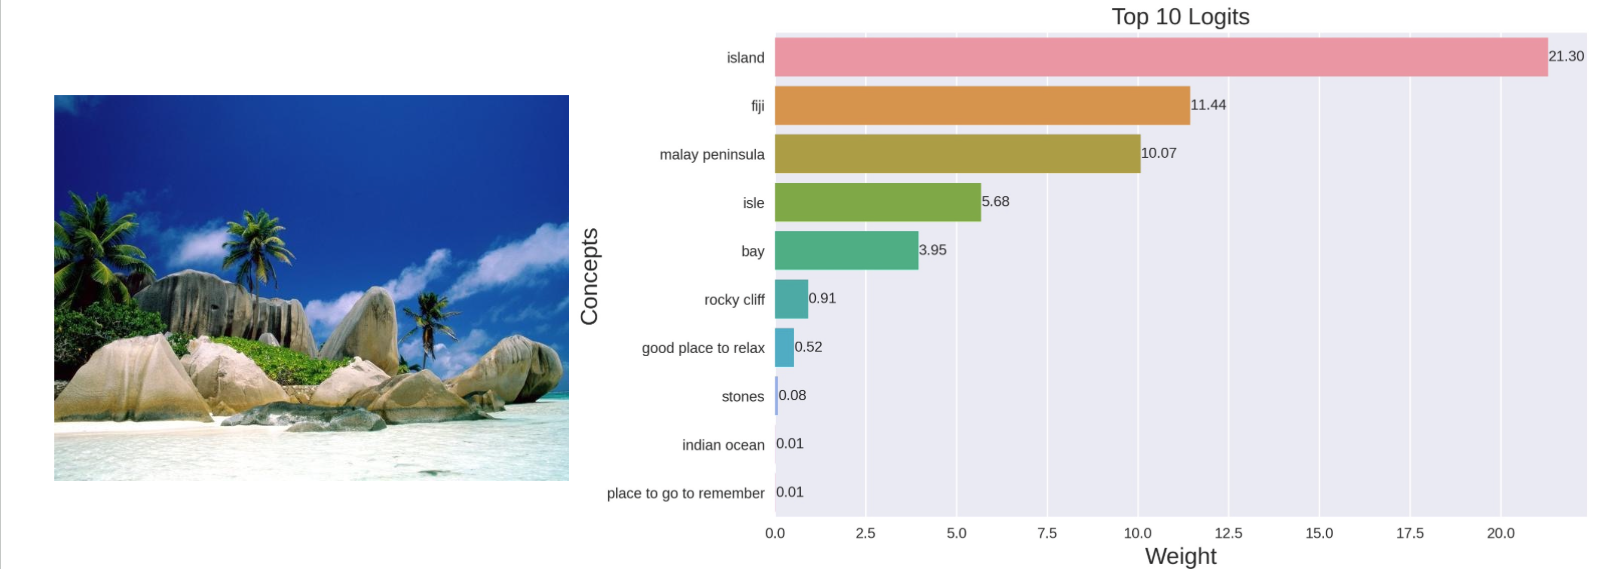 Top 10 Logits
Concepts
island 21.30
fiji 11.44
malay peninsula 10.07
isle 5.68
bay 3.95
rocky cliff 0.91
good place to relax 0.52
stones 0.08
indian ocean 0.01
place to go to remember 0.01
0.0 2.5 5.0 7.5 10.0 12.5 15.0 17.5 20.0
Weight